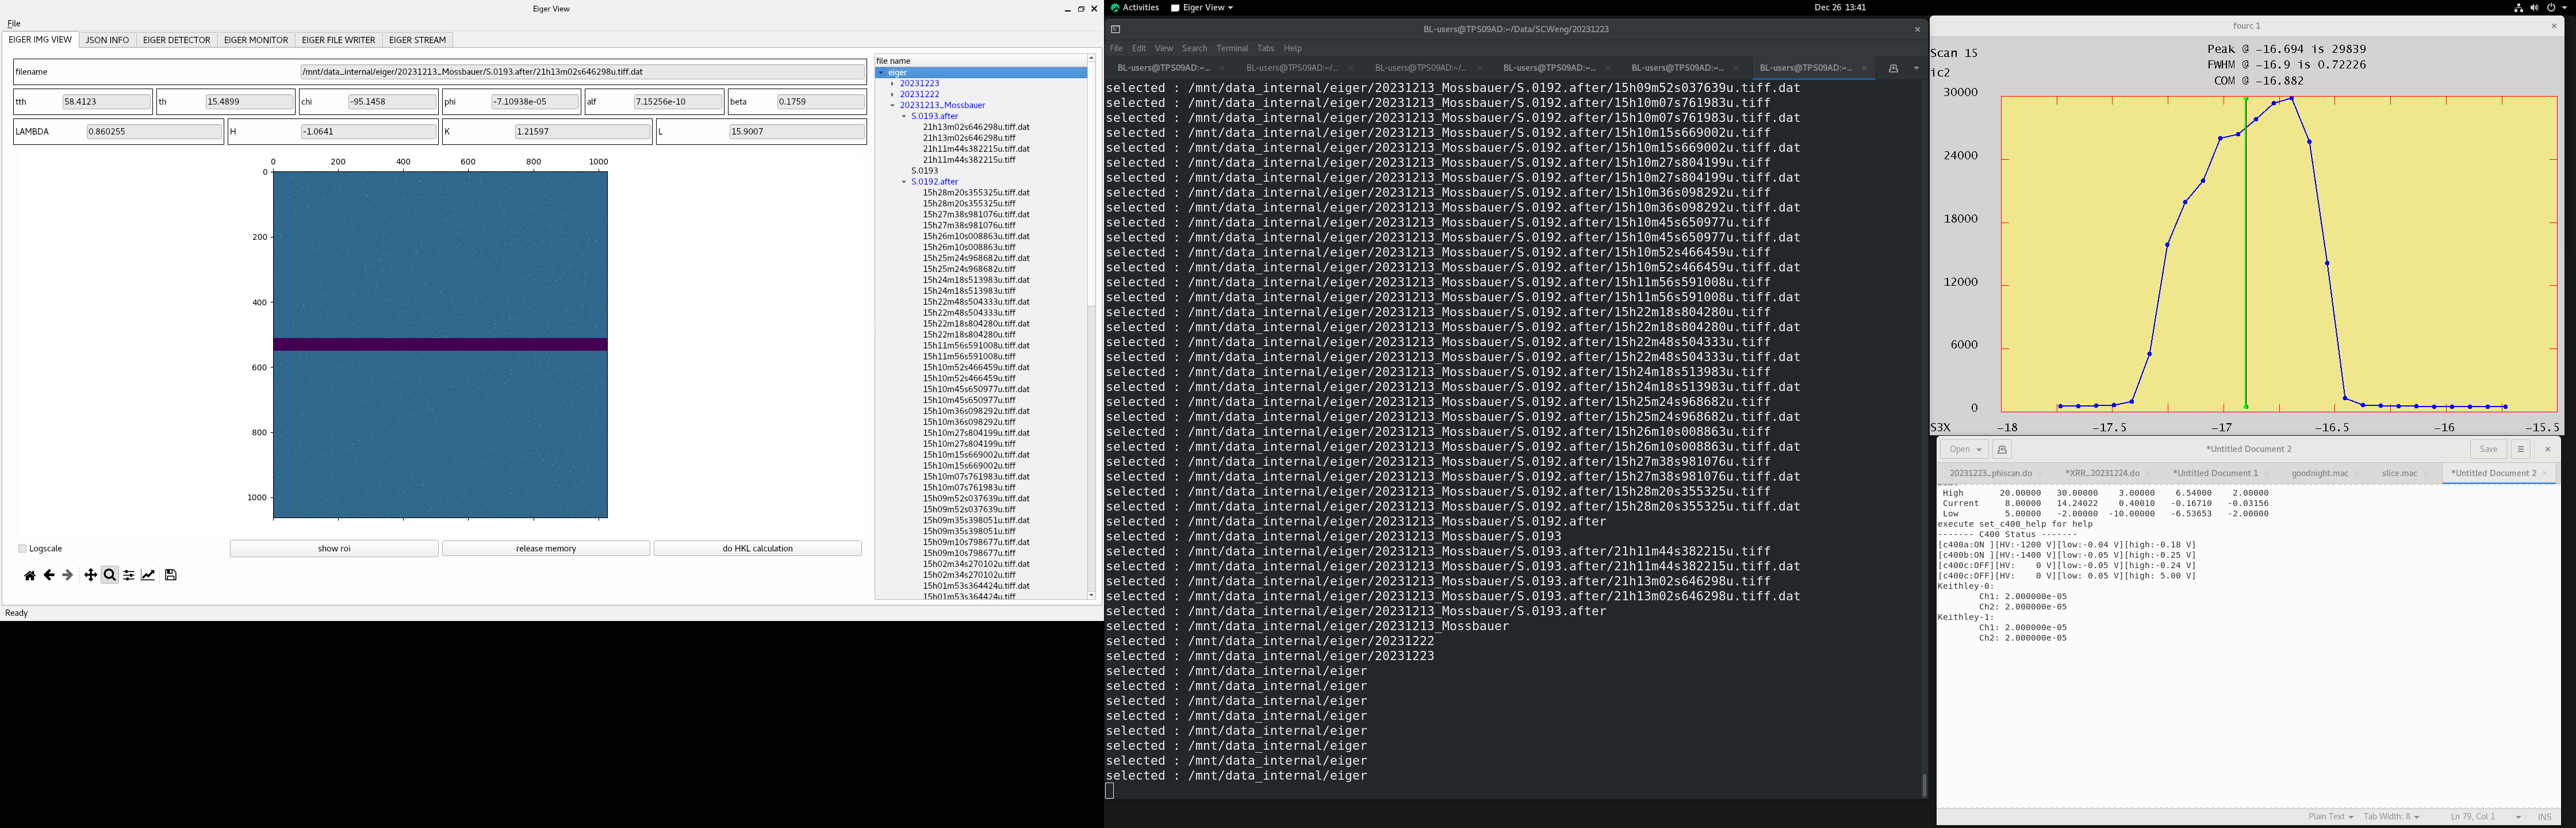 Eiger View
File
EIGER IMG VIEW JSON INFO EIGER DETECTOR EIGER MONITOR EIGER FILE WRITER EIGER STREAM
filename /mnt/data_internal/eiger/20231213_Mossbauer/S.0193.after/21h13m02s646298u.tiff.dat
tth 58.4123 th 15.4899 chi -95.1458 phi -7.10938e-05 alf 7.15256e-10 beta 0.1759
LAMBDA 0.860255 H -1.0641 K 1.21597 L 15.9007
0 200 400 600 800 1000
0
200
400
600
800
1000
Logscale show roi release memory do HKL calculation
Ready
file name
eiger
20231223
20231222
20231213_Mossbauer
S.0193.after
21h13m02s646298u.tiff.dat
21h13m02s646298u.tiff
21h11m44s382215u.tiff.dat
21h11m44s382215u.tiff
S.0193
S.0192.after
15h28m20s355325u.tiff.dat
15h28m20s355325u.tiff
15h27m38s981076u.tiff.dat
15h27m38s981076u.tiff
15h26m10s008863u.tiff.dat
15h26m10s008863u.tiff
15h25m24s968682u.tiff.dat
15h25m24s968682u.tiff
15h24m18s513983u.tiff.dat
15h24m18s513983u.tiff
15h22m48s504333u.tiff.dat
15h22m48s504333u.tiff
15h22m18s804280u.tiff.dat
15h22m18s804280u.tiff
15h11m56s591008u.tiff.dat
15h11m56s591008u.tiff
15h10m52s466459u.tiff.dat
15h10m52s466459u.tiff
15h10m45s650977u.tiff.dat
15h10m45s650977u.tiff
15h10m36s098292u.tiff.dat
15h10m36s098292u.tiff
15h10m27s804199u.tiff.dat
15h10m27s804199u.tiff
15h10m15s669002u.tiff.dat
15h10m15s669002u.tiff
15h10m07s761983u.tiff.dat
15h10m07s761983u.tiff
15h09m52s037639u.tiff.dat
15h09m52s037639u.tiff
15h09m35s398051u.tiff.dat
15h09m35s398051u.tiff
15h09m10s798677u.tiff.dat
15h09m10s798677u.tiff
15h02m34s270102u.tiff.dat
15h02m34s270102u.tiff
15h01m53s364424u.tiff.dat
15h01m53s364424u.tiff
Activities Eiger View Dec 26 13:41
BL-users@TPS09AD:~/Data/SCWeng/20231223
File Edit View Search Terminal Tabs Help
BL-users@TPS09AD:~... BL-users@TPS09AD:~/... BL-users@TPS09AD:~/... BL-users@TPS09AD:~... BL-users@TPS09AD:~... BL-users@TPS09AD:~...
selected : /mnt/data_internal/eiger/20231213_Mossbauer/S.0192.after/15h09m52s037639u.tiff.dat
selected : /mnt/data_internal/eiger/20231213_Mossbauer/S.0192.after/15h10m07s761983u.tiff
selected : /mnt/data_internal/eiger/20231213_Mossbauer/S.0192.after/15h10m07s761983u.tiff.dat
selected : /mnt/data_internal/eiger/20231213_Mossbauer/S.0192.after/15h10m15s669002u.tiff
selected : /mnt/data_internal/eiger/20231213_Mossbauer/S.0192.after/15h10m15s669002u.tiff.dat
selected : /mnt/data_internal/eiger/20231213_Mossbauer/S.0192.after/15h10m27s804199u.tiff
selected : /mnt/data_internal/eiger/20231213_Mossbauer/S.0192.after/15h10m27s804199u.tiff.dat
selected : /mnt/data_internal/eiger/20231213_Mossbauer/S.0192.after/15h10m36s098292u.tiff
selected : /mnt/data_internal/eiger/20231213_Mossbauer/S.0192.after/15h10m36s098292u.tiff.dat
selected : /mnt/data_internal/eiger/20231213_Mossbauer/S.0192.after/15h10m45s650977u.tiff
selected : /mnt/data_internal/eiger/20231213_Mossbauer/S.0192.after/15h10m45s650977u.tiff.dat
selected : /mnt/data_internal/eiger/20231213_Mossbauer/S.0192.after/15h10m52s466459u.tiff
selected : /mnt/data_internal/eiger/20231213_Mossbauer/S.0192.after/15h10m52s466459u.tiff.dat
selected : /mnt/data_internal/eiger/20231213_Mossbauer/S.0192.after/15h11m56s591008u.tiff
selected : /mnt/data_internal/eiger/20231213_Mossbauer/S.0192.after/15h11m56s591008u.tiff.dat
selected : /mnt/data_internal/eiger/20231213_Mossbauer/S.0192.after/15h22m18s804280u.tiff
selected : /mnt/data_internal/eiger/20231213_Mossbauer/S.0192.after/15h22m18s804280u.tiff.dat
selected : /mnt/data_internal/eiger/20231213_Mossbauer/S.0192.after/15h22m48s504333u.tiff
selected : /mnt/data_internal/eiger/20231213_Mossbauer/S.0192.after/15h22m48s504333u.tiff.dat
selected : /mnt/data_internal/eiger/20231213_Mossbauer/S.0192.after/15h24m18s513983u.tiff
selected : /mnt/data_internal/eiger/20231213_Mossbauer/S.0192.after/15h24m18s513983u.tiff.dat
selected : /mnt/data_internal/eiger/20231213_Mossbauer/S.0192.after/15h25m24s968682u.tiff
selected : /mnt/data_internal/eiger/20231213_Mossbauer/S.0192.after/15h25m24s968682u.tiff.dat
selected : /mnt/data_internal/eiger/20231213_Mossbauer/S.0192.after/15h26m10s008863u.tiff
selected : /mnt/data_internal/eiger/20231213_Mossbauer/S.0192.after/15h26m10s008863u.tiff.dat
selected : /mnt/data_internal/eiger/20231213_Mossbauer/S.0192.after/15h27m38s981076u.tiff
selected : /mnt/data_internal/eiger/20231213_Mossbauer/S.0192.after/15h27m38s981076u.tiff.dat
selected : /mnt/data_internal/eiger/20231213_Mossbauer/S.0192.after/15h28m20s355325u.tiff
selected : /mnt/data_internal/eiger/20231213_Mossbauer/S.0192.after/15h28m20s355325u.tiff.dat
selected : /mnt/data_internal/eiger/20231213_Mossbauer/S.0192.after
selected : /mnt/data_internal/eiger/20231213_Mossbauer/S.0193
selected : /mnt/data_internal/eiger/20231213_Mossbauer/S.0193.after/21h11m44s382215u.tiff
selected : /mnt/data_internal/eiger/20231213_Mossbauer/S.0193.after/21h11m44s382215u.tiff.dat
selected : /mnt/data_internal/eiger/20231213_Mossbauer/S.0193.after/21h13m02s646298u.tiff
selected : /mnt/data_internal/eiger/20231213_Mossbauer/S.0193.after/21h13m02s646298u.tiff.dat
selected : /mnt/data_internal/eiger/20231213_Mossbauer/S.0193.after
selected : /mnt/data_internal/eiger/20231213_Mossbauer
selected : /mnt/data_internal/eiger/20231222
selected : /mnt/data_internal/eiger/20231223
selected : /mnt/data_internal/eiger
selected : /mnt/data_internal/eiger
selected : /mnt/data_internal/eiger
selected : /mnt/data_internal/eiger
selected : /mnt/data_internal/eiger
selected : /mnt/data_internal/eiger
selected : /mnt/data_internal/eiger
selected : /mnt/data_internal/eiger
fourc 1
Scan 15
ic2
Peak @ -16.694 is 29839
FWHM @ -16.9 is 0.72226
COM @ -16.882
30000
24000
18000
12000
6000
0
S3X -18 -17.5 -17 -16.5 -16 -15.5
Open *Untitled Document 2 Save
20231223_phiscan.do *XRR_20231224.do *Untitled Document 1 goodnight.mac slice.mac *Untitled Document 2
High 20.00000 30.00000 3.00000 6.54000 2.00000
Current 8.00000 14.24022 0.40010 -0.16710 -0.03156
Low 5.00000 -2.00000 -10.00000 -6.53653 -2.00000
execute set_c400_help for help
------- C400 Status -------
[c400a:ON ][HV:-1200 V][low:-0.04 V][high:-0.18 V]
[c400b:ON ][HV:-1400 V][low:-0.05 V][high:-0.25 V]
[c400c:OFF][HV: 0 V][low:-0.05 V][high:-0.24 V]
[c400c:OFF][HV: 0 V][low: 0.05 V][high: 5.00 V]
Keithley-0:
Ch1: 2.000000e-05
Ch2: 2.000000e-05
Keithley-1:
Ch1: 2.000000e-05
Ch2: 2.000000e-05
Plain Text Tab Width: 8 Ln 79, Col 1 INS